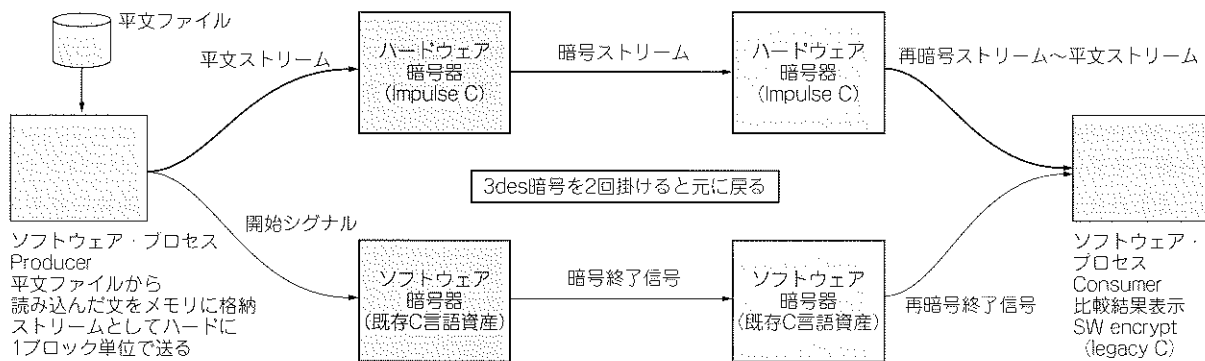 平文ファイル
平文ストリーム
ハードウェア
暗号器
(Impulse C)
暗号ストリーム
ハードウェア
暗号器
(Impulse C)
再暗号ストリーム～平文ストリーム
3des暗号を2回掛けると元に戻る
開始シグナル
ソフトウェア・プロセス
Producer
平文ファイルから
読み込んだ文をメモリに格納
ストリームとしてハードに
1ブロック単位で送る
ソフトウェア
暗号器
(既存C言語資産)
暗号終了信号
ソフトウェア
暗号器
(既存C言語資産)
再暗号終了信号
ソフトウェア・
プロセス
Consumer
比較結果表示
SW encrypt
(legacy C)